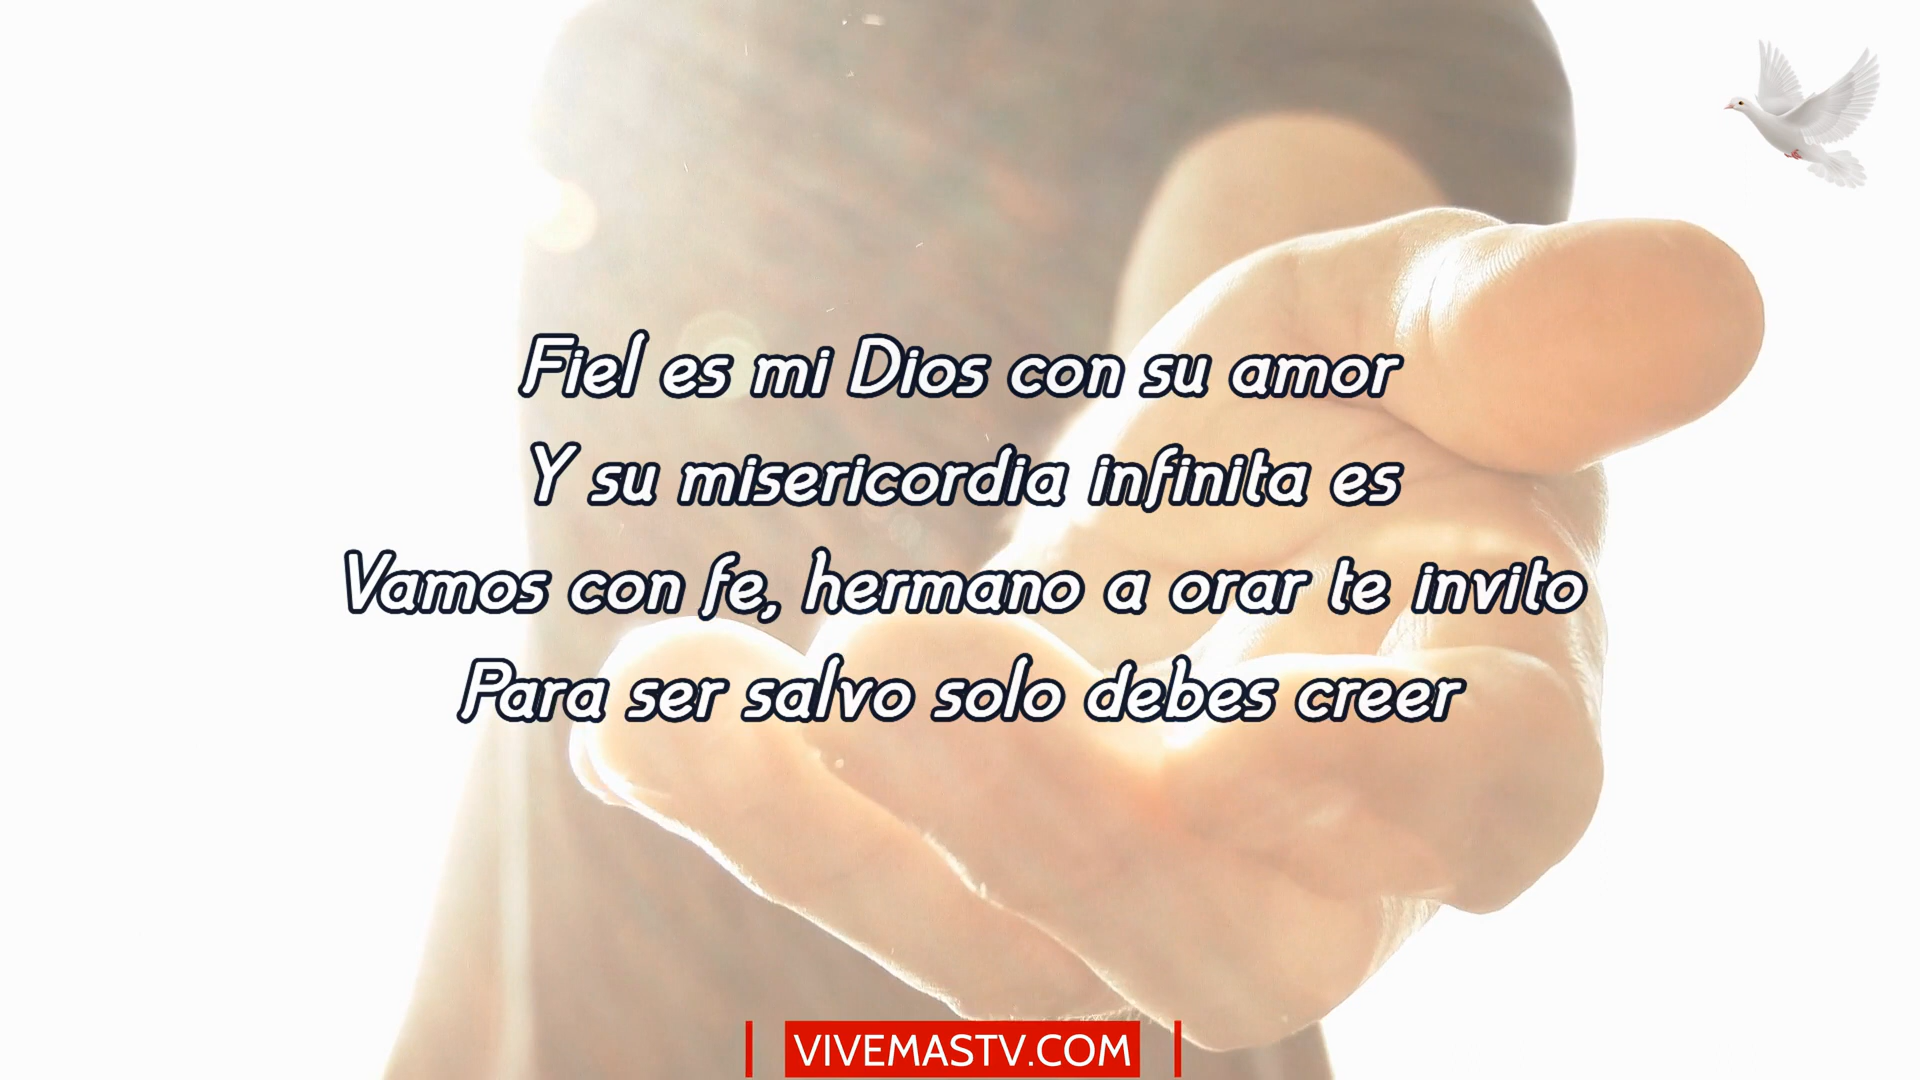 Fiel es mi Dios con su amor
Y su misericordia infinita es
Vamos con fe, hermano a orar te invito
Para ser salvo solo debes creer
VIVEMASTV.COM